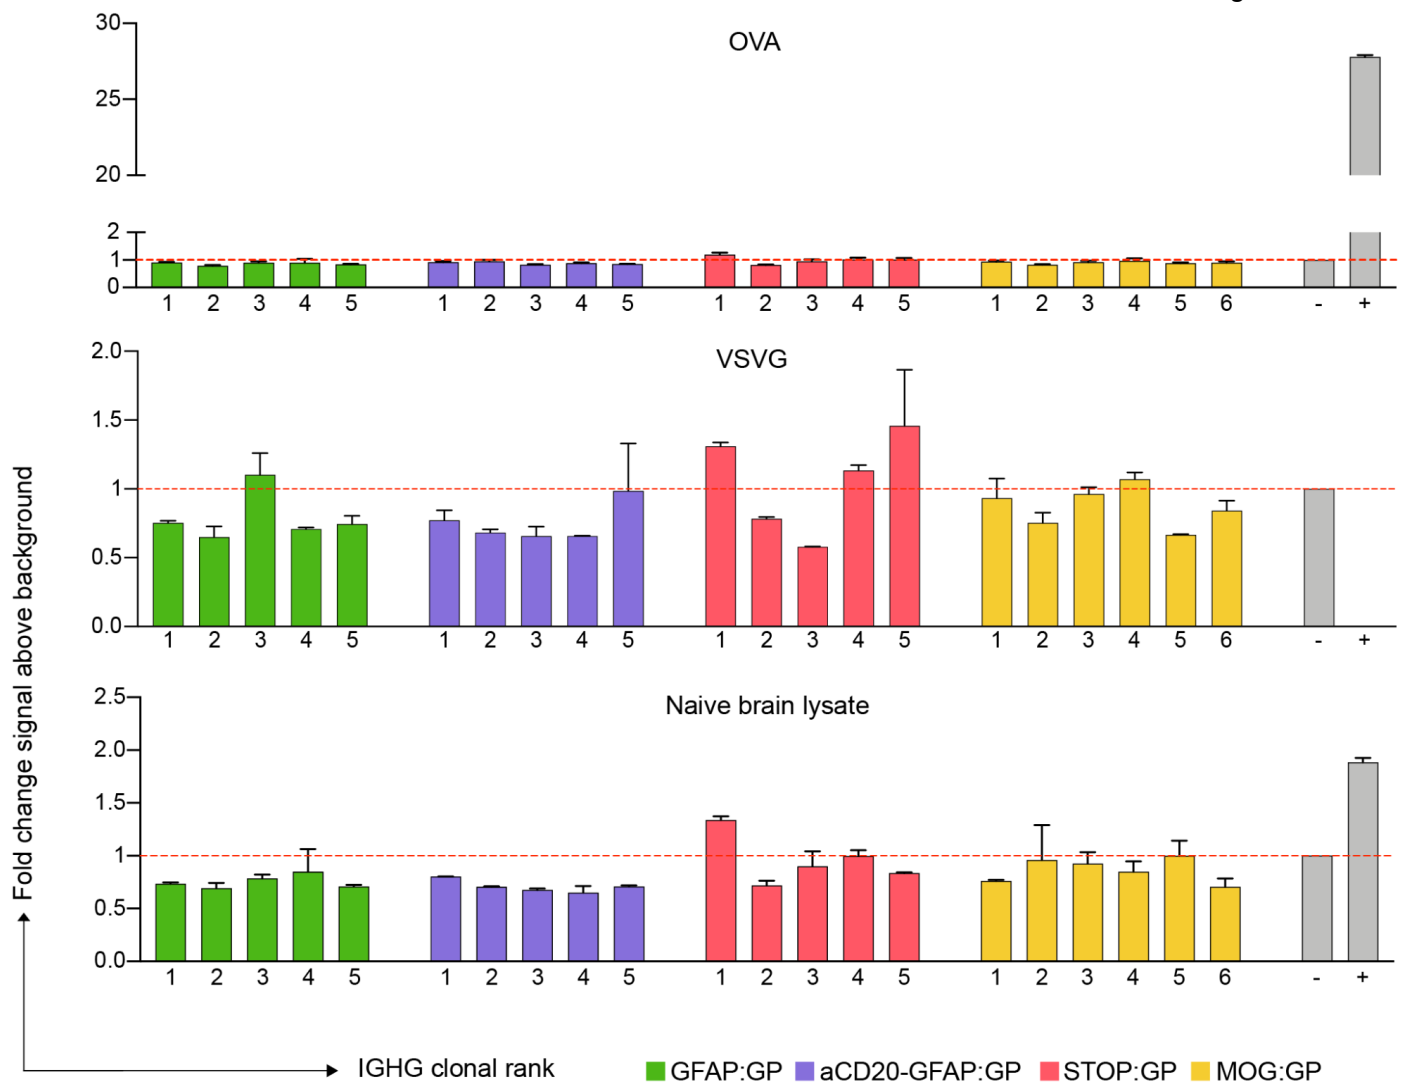 g
OVA
30
25
20
2
1
0
1 2 3 4 5 1 2 3 4 5 1 2 3 4 5 1 2 3 4 5 6 - +
VSVG
2.0
1.5
1
0.5
0.0
1 2 3 4 5 1 2 3 4 5 1 2 3 4 5 1 2 3 4 5 6 - +
Naive brain lysate
2.5
2.0
1.5
1
0.5
0.0
1 2 3 4 5 1 2 3 4 5 1 2 3 4 5 1 2 3 4 5 6 - +
Fold change signal above background
IGHG clonal rank
GFAP:GP aCD20-GFAP:GP STOP:GP MOG:GP